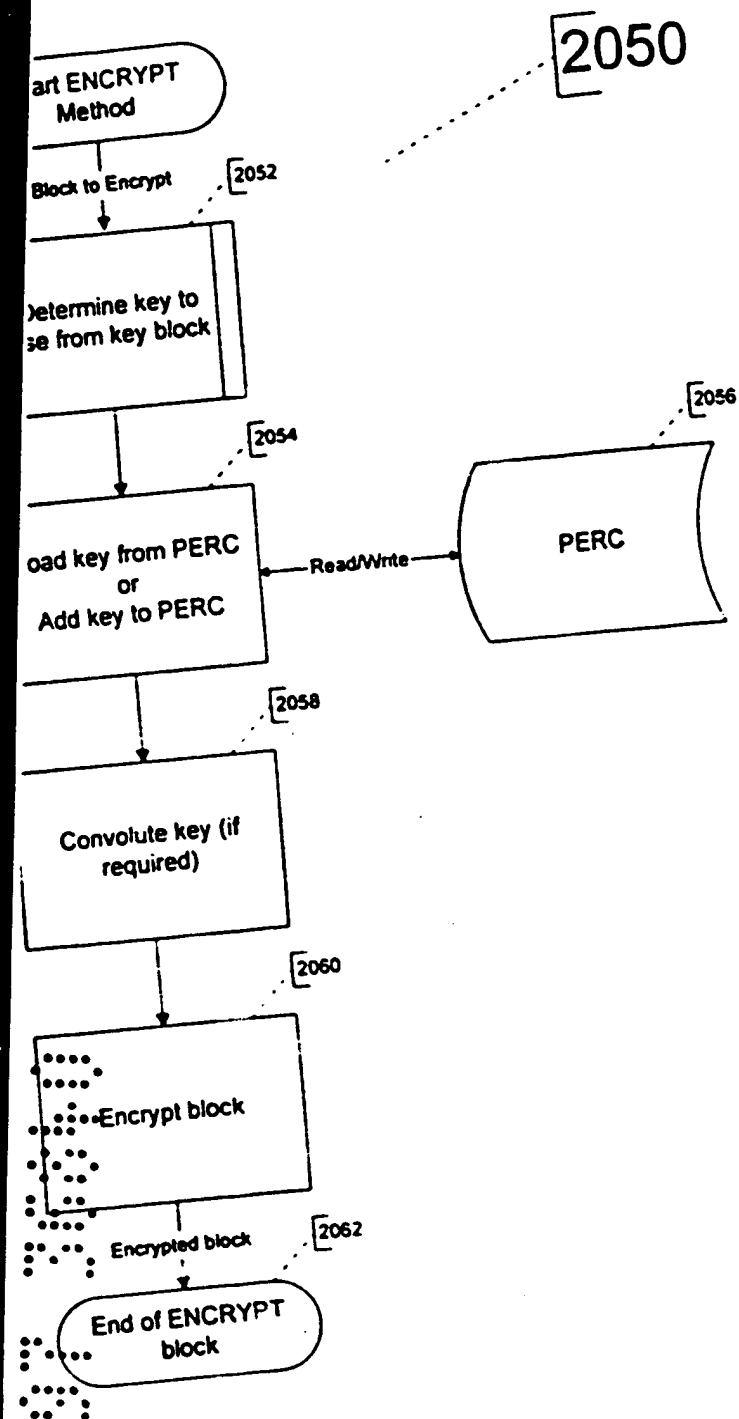 2050
art ENCRYPT
Method
Block to Encrypt
2052
Determine key to
se from key block
2054
2056
oad key from PERC
or
Add key to PERC
Read/Write
PERC
2058
Convolute key (if
required)
2060
Encrypt block
Encrypted block
2062
End of ENCRYPT
block